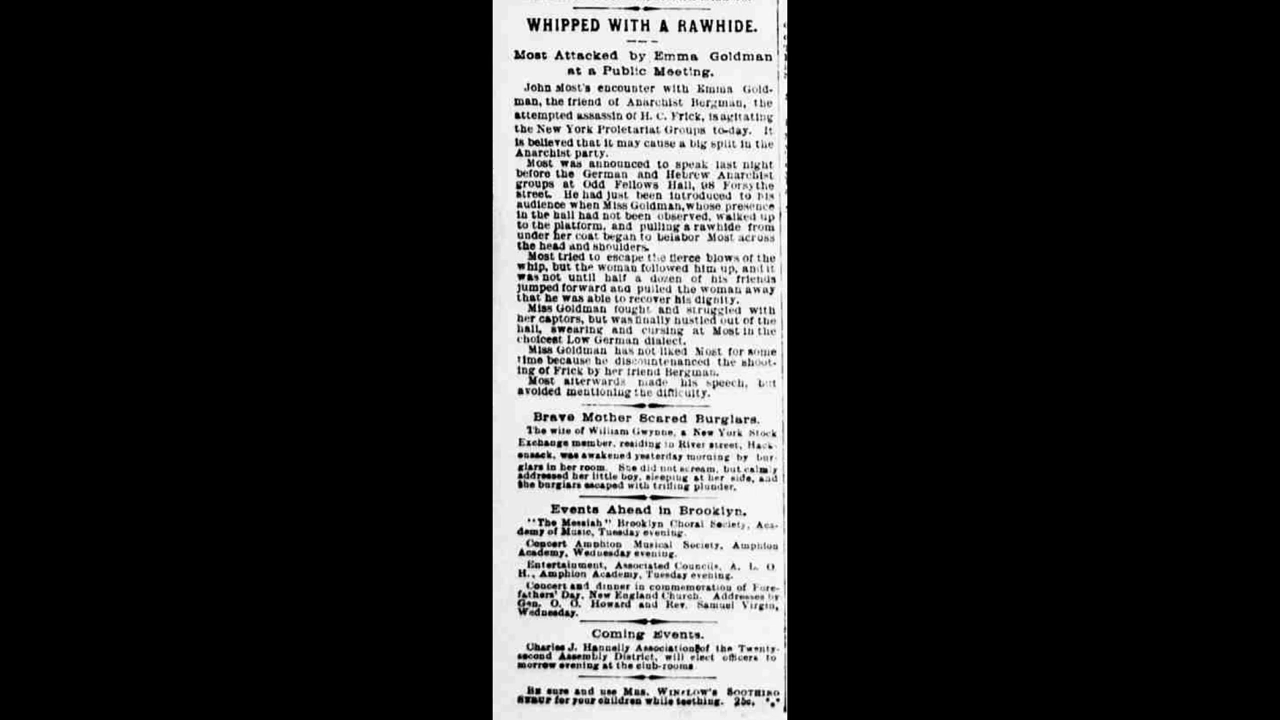 WHIPPED WITH A RAWHIDE.
Most Attacked by Emma Goldman
at a Public Meeting.
John Most's encounter with Emma Gold-
man, the friend of Anarchist Bergman, the
attempted assassin of H. C. Frick, is agitating
the New York Proletariat Groups to-day. It
is believed that it may cause a big split in the
Anarchist party.
Most was announced to speak last night
before the German and Hebrew Anarchist
groups at Odd Fellows Hall, 98 Forsythe
street. He had just been introduced to his
audience when Miss Goldman, whose presence
in the hall had not been observed, walked up
to the platform, and pulling a rawhide from
under her coat began to belabor Most across
the head and shoulders.
Most tried to escape the fierce blows of the
whip, but the woman followed him up, and it
was not until half a dozen of his friends
jumped forward and pulled the woman away
that he was able to recover his dignity.
Miss Goldman fought and struggled with
her captors, but was finally hustled out of the
hall, swearing and cursing at Most in the
choicest Low German dialect.
Miss Goldman has not liked Most for some
time because he discountenanced the shoot-
ing of Frick by her friend Bergman.
Most afterwards made his speech, but
avoided mentioning the difficulty.
Brave Mother Scared Burglars.
The wife of William Gwynne, a New York Stock
Exchange member, residing in River street, Hack-
ensack, was awakened yesterday morning by bur-
glars in her room. She did not scream, but calmly
addressed her little boy, sleeping at her side, and
the burglars escaped with trifling plunder.
Events Ahead in Brooklyn.
"The Messiah" Brooklyn Choral Society, Aca-
demy of Music, Tuesday evening.
Concert Amphion Musical Society, Amphion
Academy, Wednesday evening.
Entertainment, Associated Councils, A. L. O.
H., Amphion Academy, Tuesday evening.
Concert and dinner in commemoration of Fore-
fathers' Day, New England Church. Addresses by
Gen. O. O. Howard and Rev. Samuel Virgin,
Wednesday.
Coming Events.
Charles J. Hannelly Association of the Twenty-
second Assembly District, will elect officers to
morrow evening at the club-rooms.
BE sure and use MRS. WINSLOW'S SOOTHING
SYRUP for your children while teething. 25c. *.*